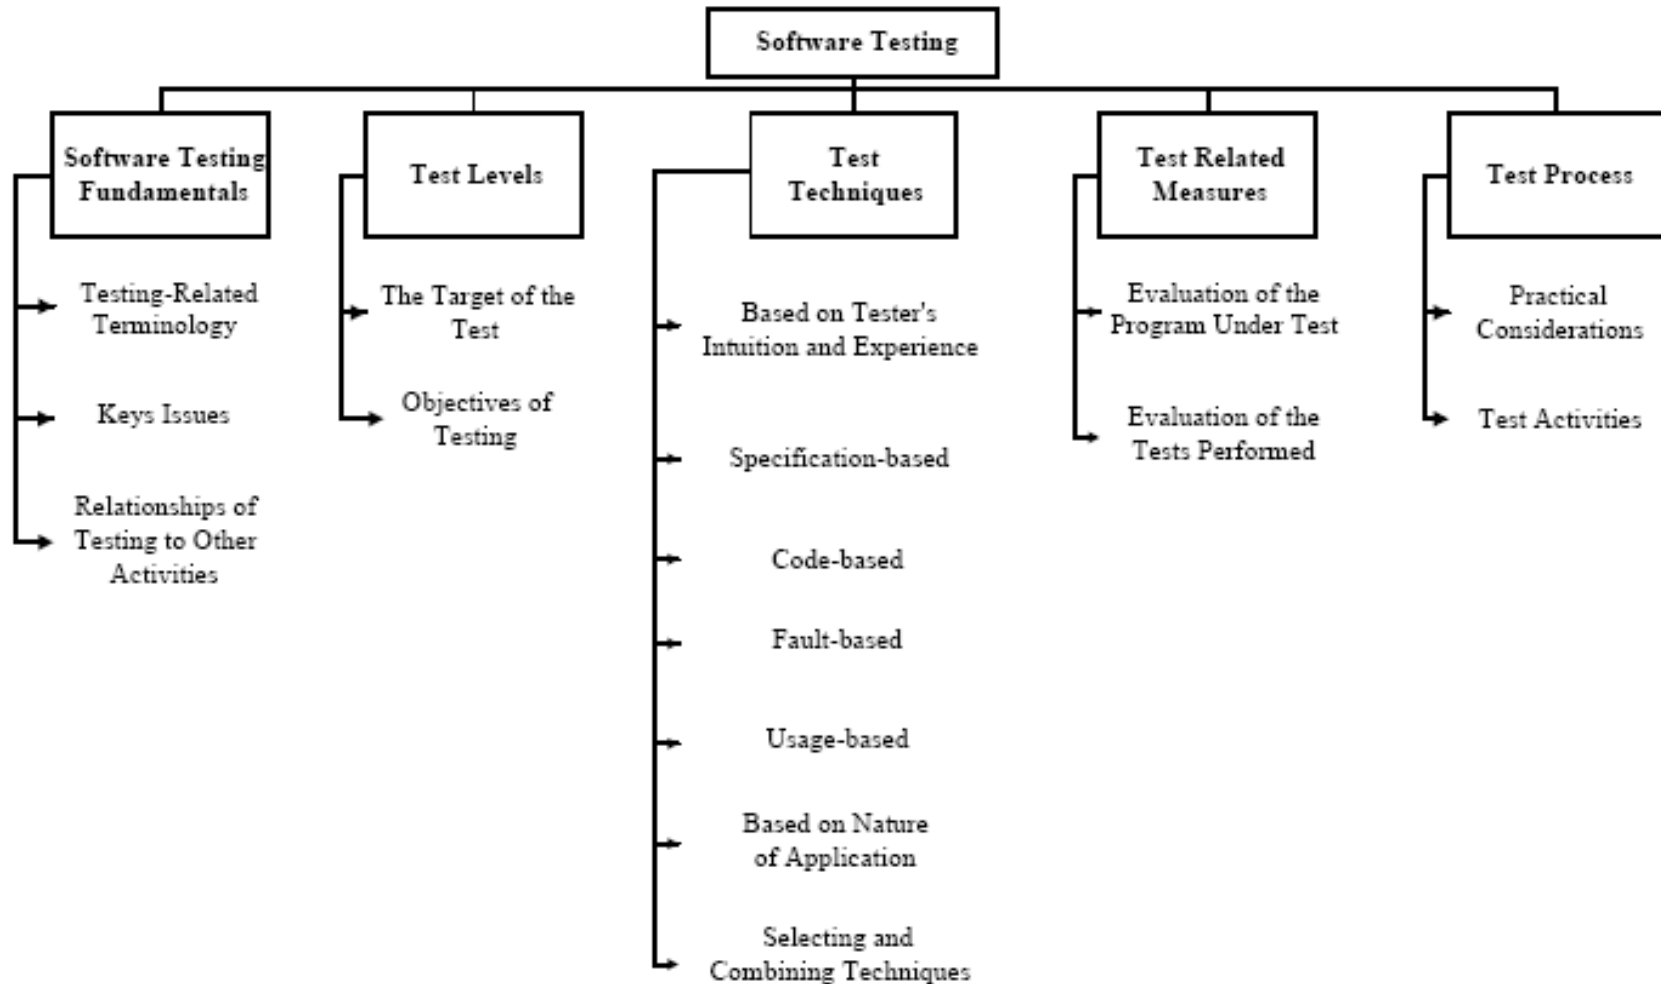 Software Testing
Software Testing
Fundamentals
Testing-Related
Terminology
Keys Issues
Relationships of
Testing to Other
Activities
Test Levels
The Target of the
Test
Objectives of
Testing
Test
Techniques
Based on Tester's
Intuition and Experience
Specification-based
Code-based
Fault-based
Usage-based
Based on Nature
of Application
Selecting and
Combining Techniques
Test Related
Measures
Evaluation of the
Program Under Test
Evaluation of the
Tests Performed
Test Process
Practical
Considerations
Test Activities